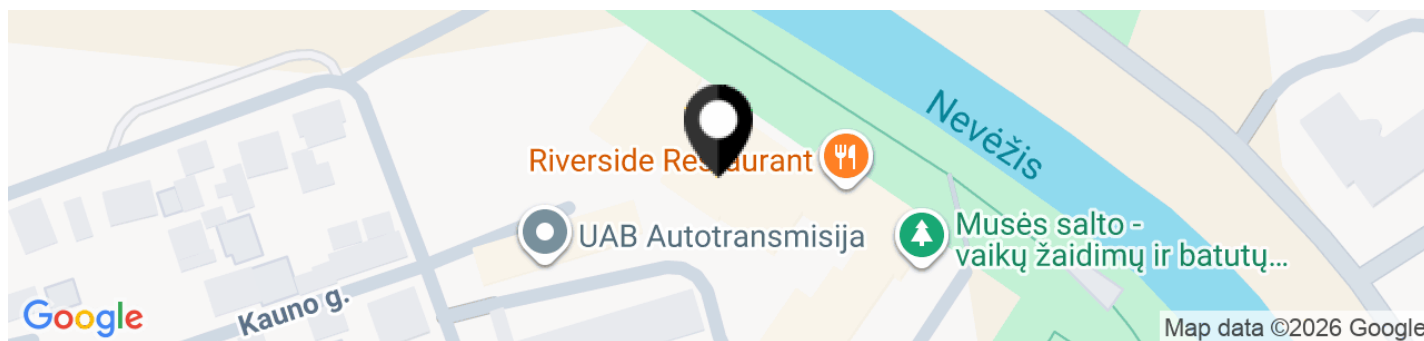 Nevėžis
Riverside Restaurant
UAB Autotransmisija
Musės salto -
vaikų žaidimų ir batutų...
Kauno g.
Google
Map data ©2026 Google